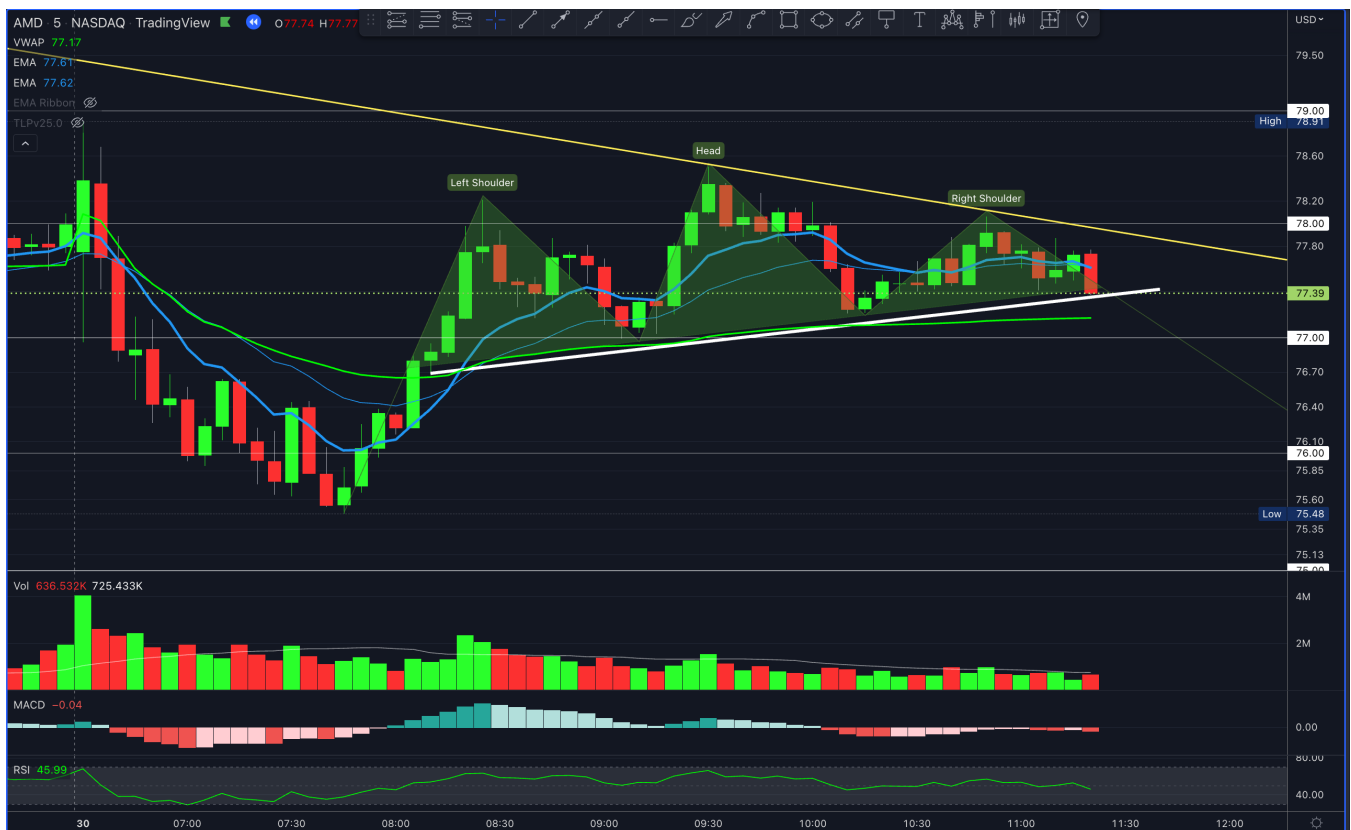 AMD · 5 · NASDAQ · TradingView O77.74 H77.77
USD
VWAP 77.17
EMA 77.61
EMA 77.62
EMA Ribbon
TLPv25.0
Left Shoulder
Head
Right Shoulder
79.50
79.00
High 78.91
78.60
78.20
78.00
77.80
77.39
77.00
76.70
76.40
76.10
76.00
75.85
75.60
Low 75.48
75.35
75.13
75.00
Vol 636.532K 725.433K
4M
2M
MACD −0.04
0.00
RSI 45.99
80.00
40.00
30 07:00 07:30 08:00 08:30 09:00 09:30 10:00 10:30 11:00 11:30 12:00